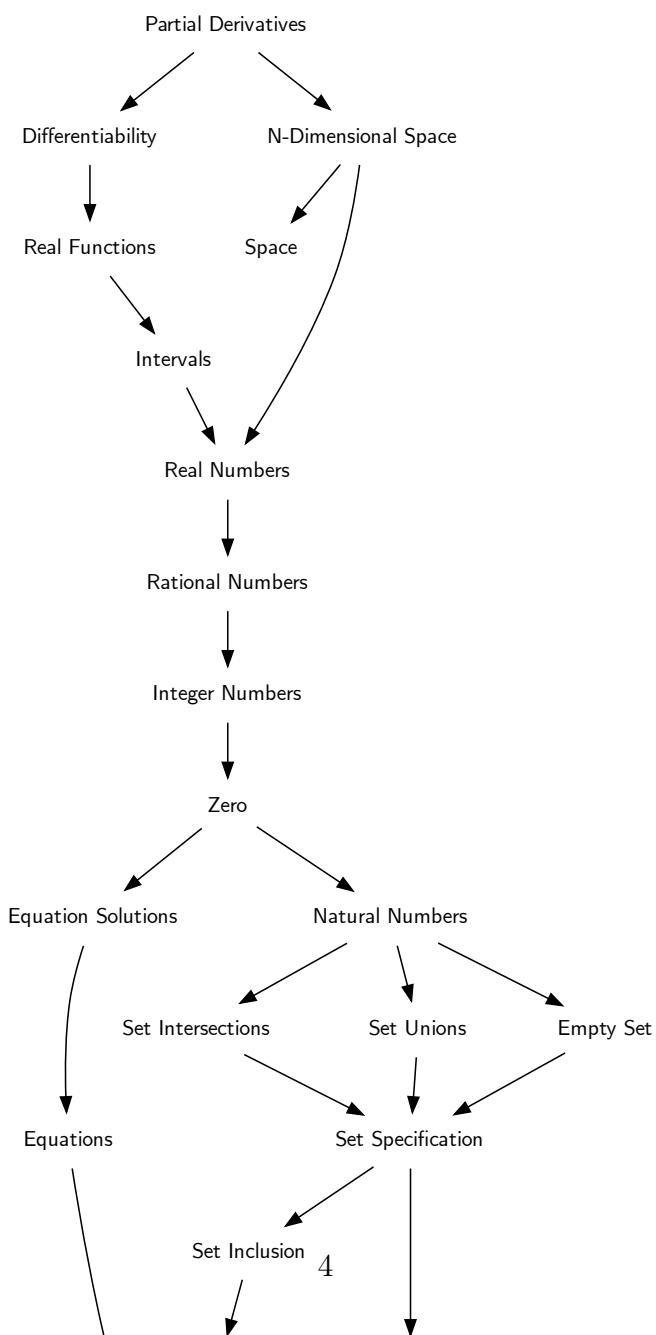 Partial Derivatives
Differentiability
N-Dimensional Space
Real Functions
Space
Intervals
Real Numbers
Rational Numbers
Integer Numbers
Zero
Equation Solutions
Natural Numbers
Set Intersections
Set Unions
Empty Set
Equations
Set Specification
Set Inclusion
4